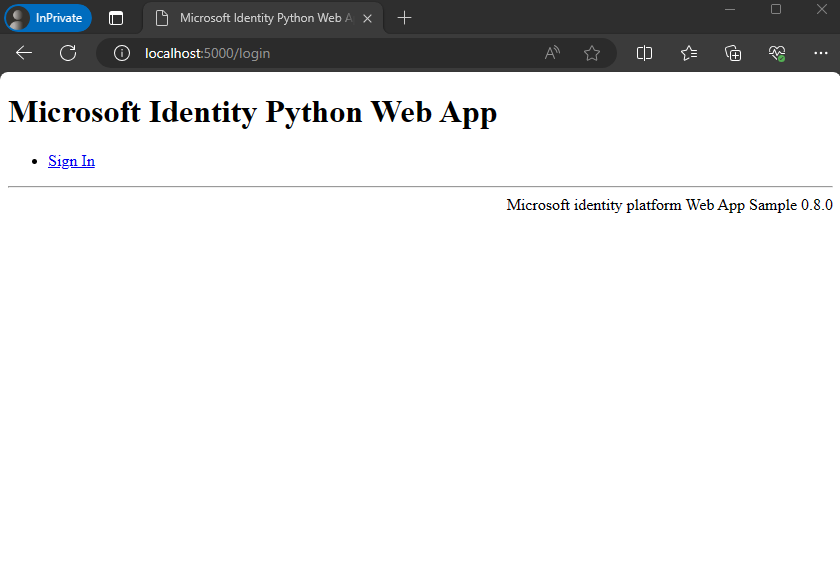 InPrivate
Microsoft Identity Python Web A
localhost:5000/login
Microsoft Identity Python Web App
Sign In
Microsoft identity platform Web App Sample 0.8.0